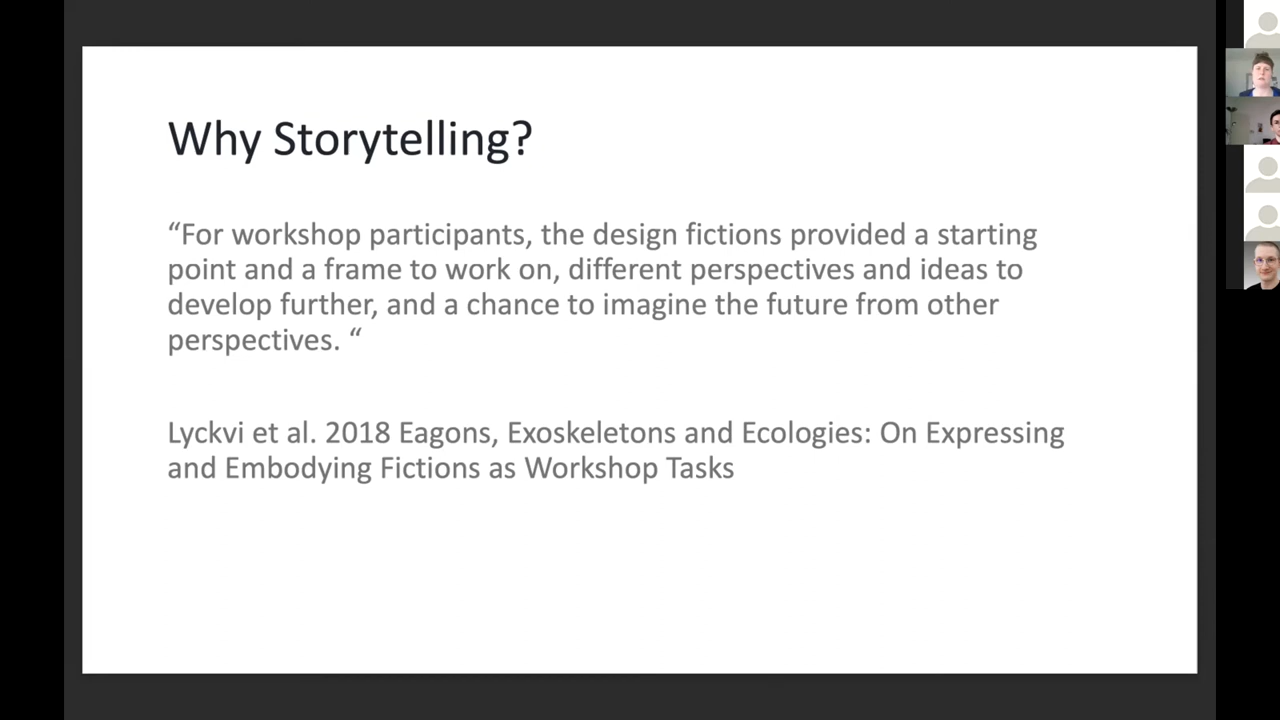 Why Storytelling?
“For workshop participants, the design fictions provided a starting
point and a frame to work on, different perspectives and ideas to
develop further, and a chance to imagine the future from other
perspectives. “
Lyckvi et al. 2018 Eagons, Exoskeletons and Ecologies: On Expressing
and Embodying Fictions as Workshop Tasks